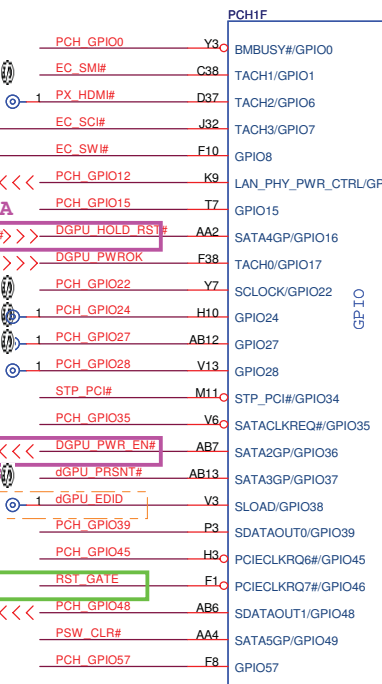 PCH1F
PCH_GPIO0 Y3 BMBUSY#/GPIO0
EC_SMI# C38 TACH1/GPIO1
1 PX_HDMI# D37 TACH2/GPIO6
EC_SCI# J32 TACH3/GPIO7
EC_SWI# F10 GPIO8
PCH_GPIO12 K9 LAN_PHY_PWR_CTRL/GP
A PCH_GPIO15 T7 GPIO15
# DGPU_HOLD_RST# AA2 SATA4GP/GPIO16
DGPU_PWROK F38 TACH0/GPIO17
PCH_GPIO22 Y7 SCLOCK/GPIO22
GPIO
1 PCH_GPIO24 H10 GPIO24
1 PCH_GPIO27 AB12 GPIO27
1 PCH_GPIO28 V13 GPIO28
STP_PCI# M11 STP_PCI#/GPIO34
PCH_GPIO35 V6 SATACLKREQ#/GPIO35
DGPU_PWR_EN# AB7 SATA2GP/GPIO36
dGPU_PRSNT# AB13 SATA3GP/GPIO37
1 dGPU_EDID V3 SLOAD/GPIO38
PCH_GPIO39 P3 SDATAOUT0/GPIO39
PCH_GPIO45 H3 PCIECLKRQ6#/GPIO45
RST_GATE F1 PCIECLKRQ7#/GPIO46
PCH_GPIO48 AB6 SDATAOUT1/GPIO48
PSW_CLR# AA4 SATA5GP/GPIO49
PCH_GPIO57 F8 GPIO57